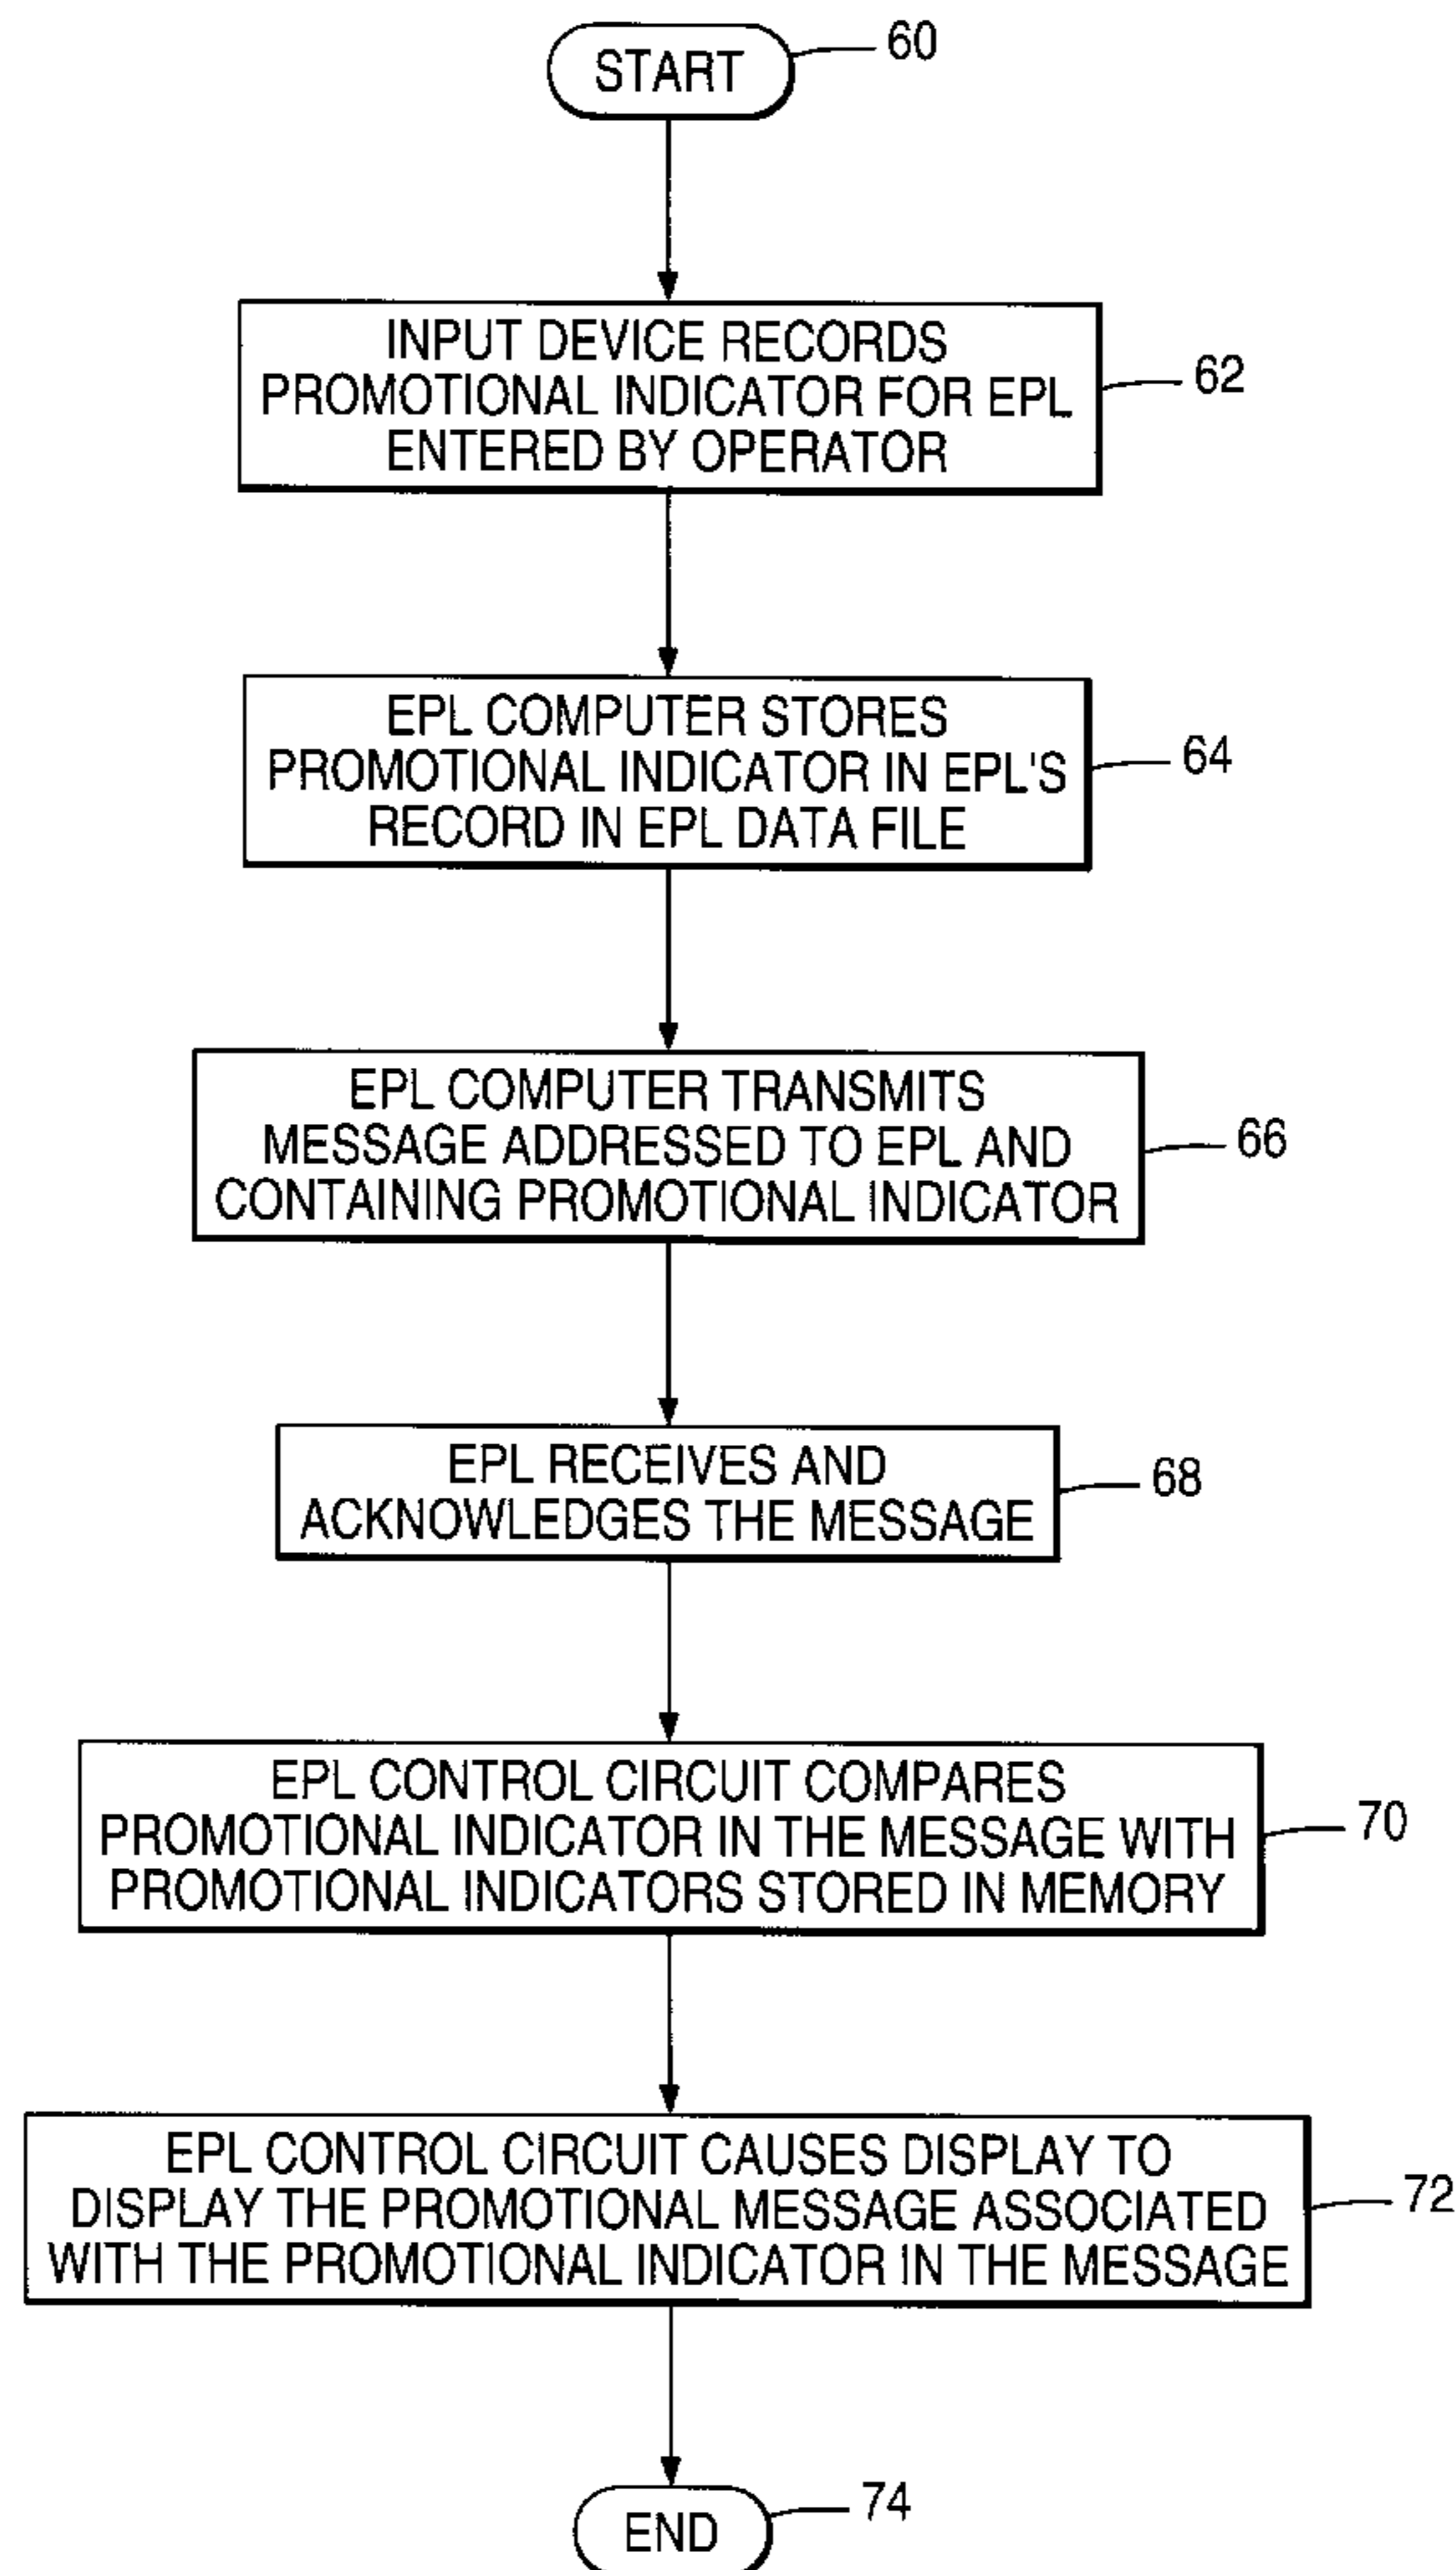 START
60
INPUT DEVICE RECORDS
PROMOTIONAL INDICATOR FOR EPL
ENTERED BY OPERATOR
62
EPL COMPUTER STORES
PROMOTIONAL INDICATOR IN EPL'S
RECORD IN EPL DATA FILE
64
EPL COMPUTER TRANSMITS
MESSAGE ADDRESSED TO EPL AND
CONTAINING PROMOTIONAL INDICATOR
66
EPL RECEIVES AND
ACKNOWLEDGES THE MESSAGE
68
EPL CONTROL CIRCUIT COMPARES
PROMOTIONAL INDICATOR IN THE MESSAGE WITH
PROMOTIONAL INDICATORS STORED IN MEMORY
70
EPL CONTROL CIRCUIT CAUSES DISPLAY TO
DISPLAY THE PROMOTIONAL MESSAGE ASSOCIATED
WITH THE PROMOTIONAL INDICATOR IN THE MESSAGE
72
END
74